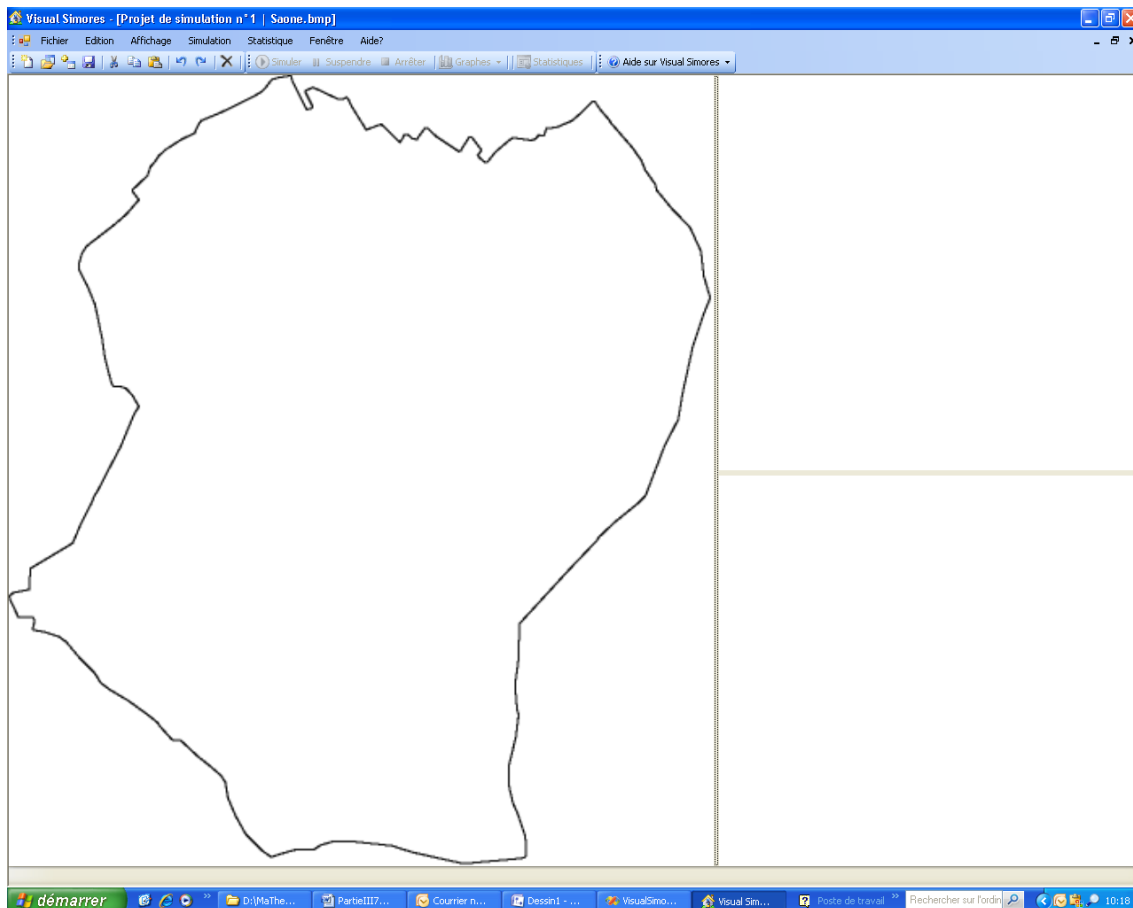 Visual Simores - [Projet de simulation n°1 | Saone.bmp]
Fichier Edition Affichage Simulation Statistique Fenêtre Aide?
Simuler Suspendre Arrêter Graphes Statistiques Aide sur Visual Simores
démarrer D:\MaThe... PartieIII7... Courrier n... Dessin1 - ... VisualSimo... Visual Sim... Poste de travail Rechercher sur l'ordin 10:18